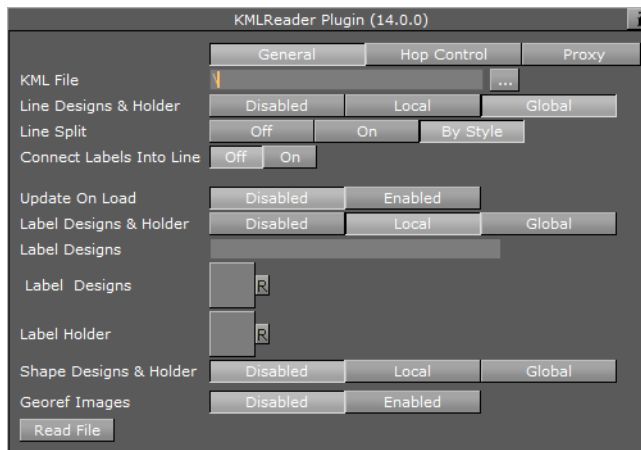 KMLReader Plugin (14.0.0)
General Hop Control Proxy
KML File \ ...
Line Designs & Holder Disabled Local Global
Line Split Off On By Style
Connect Labels Into Line Off On
Update On Load Disabled Enabled
Label Designs & Holder Disabled Local Global
Label Designs
Label Designs R
Label Holder R
Shape Designs & Holder Disabled Local Global
Georef Images Disabled Enabled
Read File